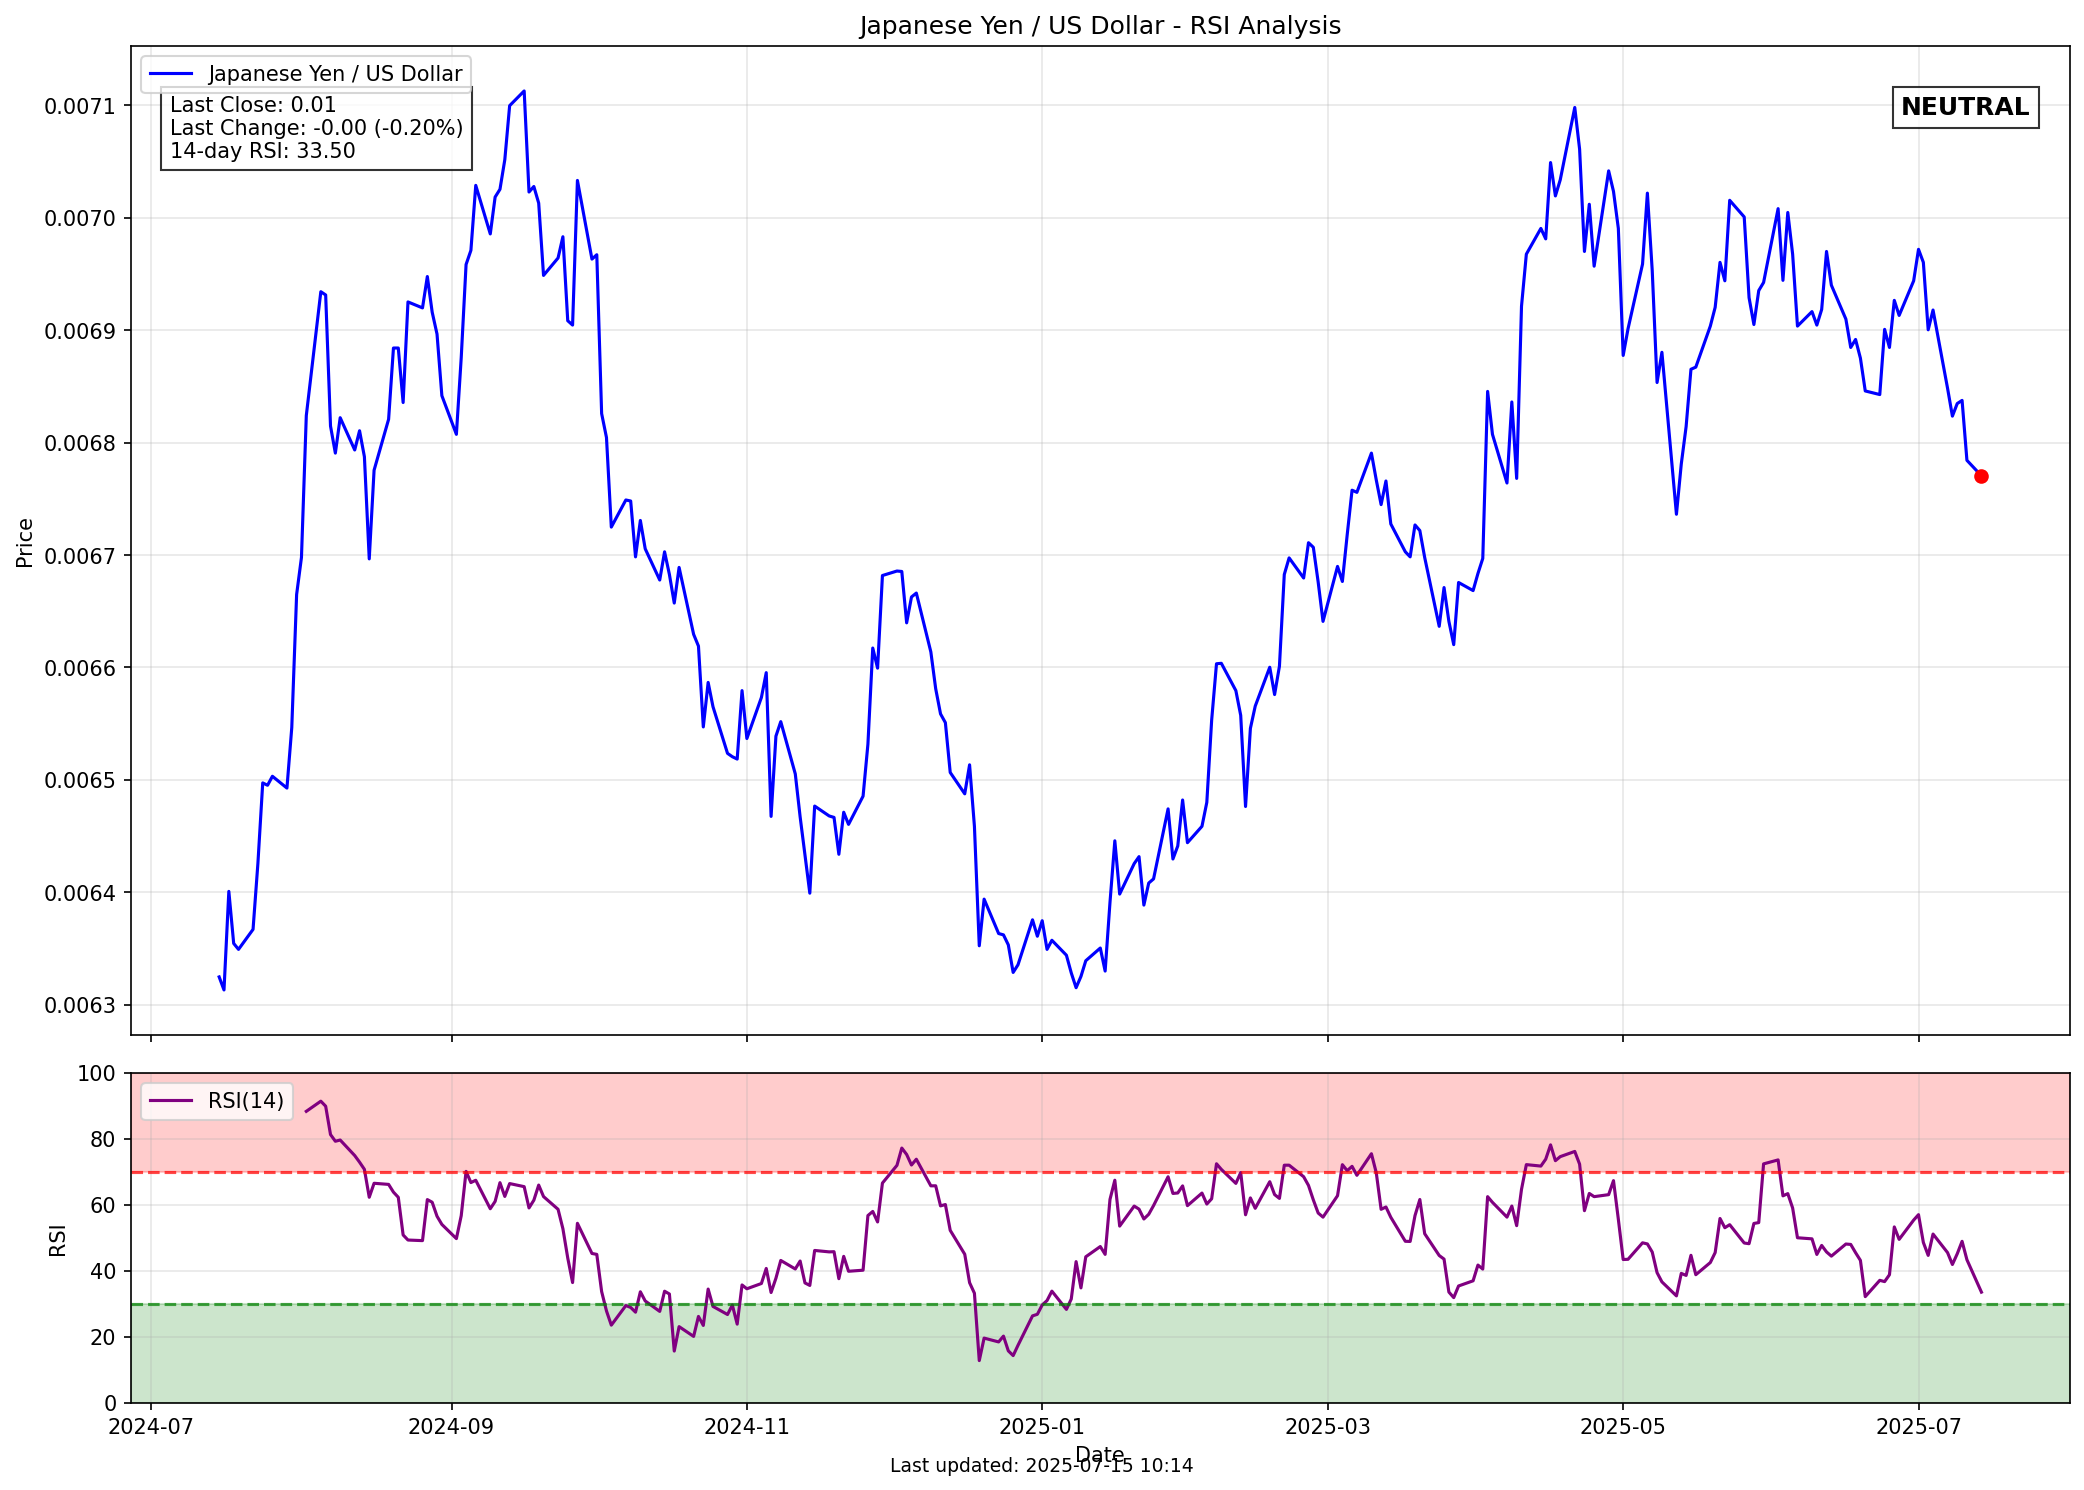 Japanese Yen / US Dollar - RSI Analysis
Japanese Yen / US Dollar
Last Close: 0.01
Last Change: -0.00 (-0.20%)
14-day RSI: 33.50
NEUTRAL
Price
0.0071
0.0070
0.0069
0.0068
0.0067
0.0066
0.0065
0.0064
0.0063
RSI(14)
RSI
100
80
60
40
20
0
2024-07
2024-09
2024-11
2025-01
2025-03
2025-05
2025-07
Date
Last updated: 2025-07-15 10:14